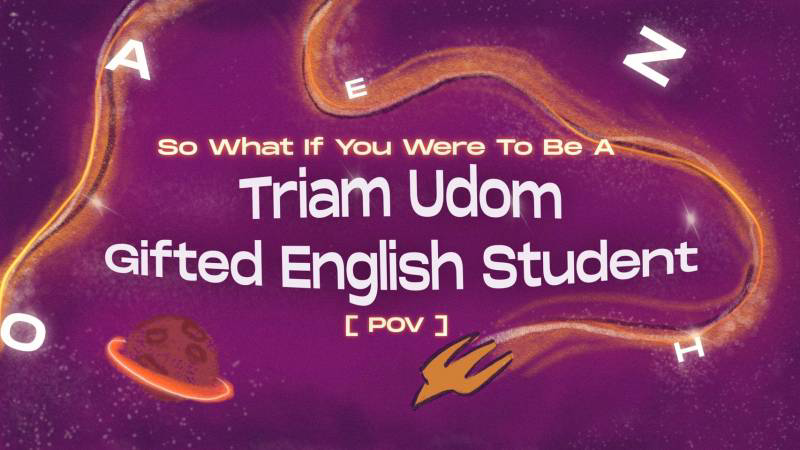 A
E
Z
So What If You Were To Be A
Triam Udom
Gifted English Student
[ POV ]
O
H